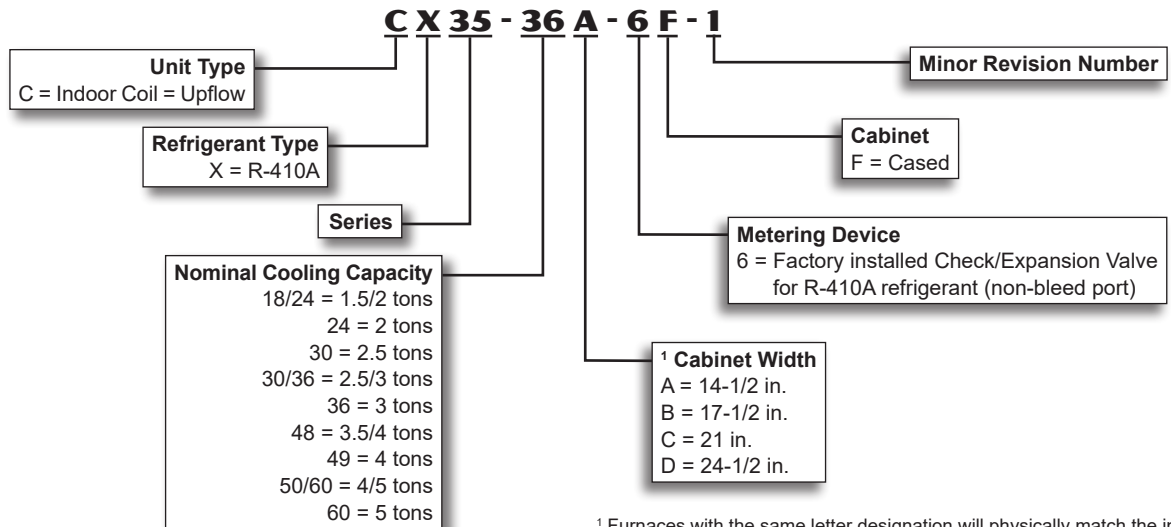 CX35-36A-6F-1
Unit Type
C = Indoor Coil = Upflow
Refrigerant Type
X = R-410A
Series
Nominal Cooling Capacity
18/24 = 1.5/2 tons
24 = 2 tons
30 = 2.5 tons
30/36 = 2.5/3 tons
36 = 3 tons
48 = 3.5/4 tons
49 = 4 tons
50/60 = 4/5 tons
60 = 5 tons
Minor Revision Number
Cabinet
F = Cased
Metering Device
6 = Factory installed Check/Expansion Valve
for R-410A refrigerant (non-bleed port)
¹ Cabinet Width
A = 14-1/2 in.
B = 17-1/2 in.
C = 21 in.
D = 24-1/2 in.
¹ Furnaces with the same letter designation will physically match the